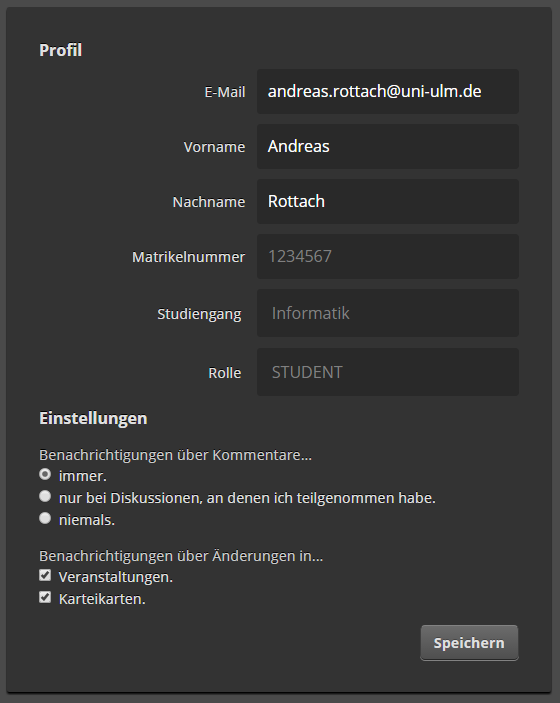 Profil
E-Mail andreas.rottach@uni-ulm.de
Vorname Andreas
Nachname Rottach
Matrikelnummer 1234567
Studiengang Informatik
Rolle STUDENT
Einstellungen
Benachrichtigungen über Kommentare...
immer.
nur bei Diskussionen, an denen ich teilgenommen habe.
niemals.
Benachrichtigungen über Änderungen in...
Veranstaltungen.
Karteikarten.
Speichern